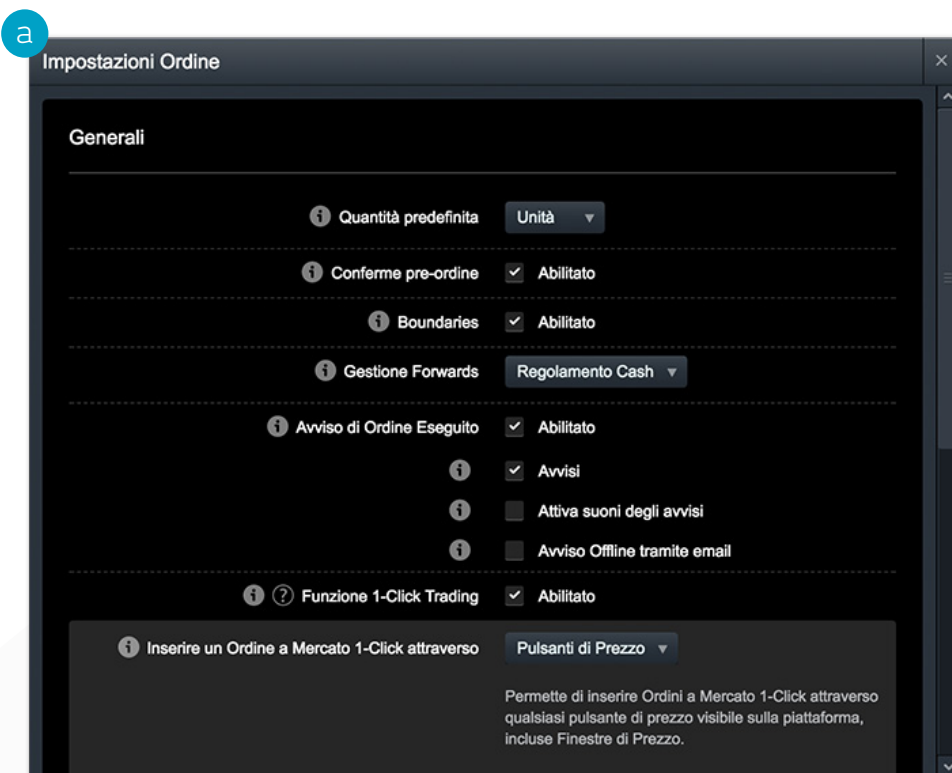 a
Impostazioni Ordine
Generali
Quantità predefinita Unità
Conferme pre-ordine Abilitato
Boundaries Abilitato
Gestione Forwards Regolamento Cash
Avviso di Ordine Eseguito Abilitato
Avvisi
Attiva suoni degli avvisi
Avviso Offline tramite email
? Funzione 1-Click Trading Abilitato
Inserire un Ordine a Mercato 1-Click attraverso Pulsanti di Prezzo
Permette di inserire Ordini a Mercato 1-Click attraverso
qualsiasi pulsante di prezzo visibile sulla piattaforma,
incluse Finestre di Prezzo.